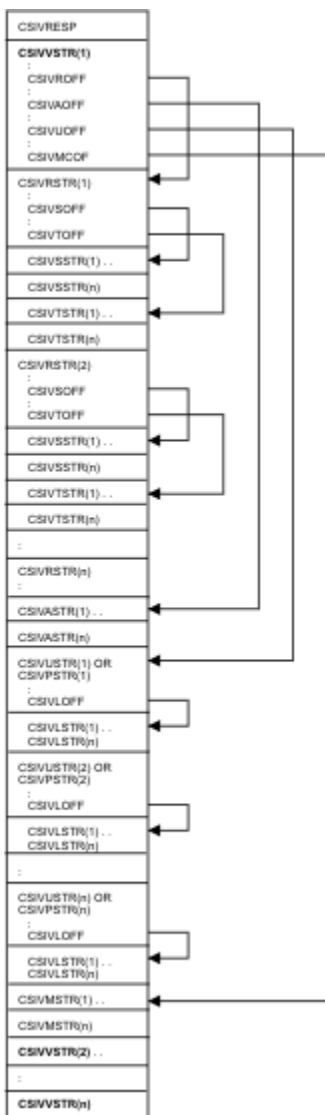 CSIVRESP
CSIVVSTR(1)
:
CSIVROFF
:
CSIVAOFF
:
CSIVUOFF
:
CSIVMCOF
CSIVRSTR(1)
:
CSIVSOFF
:
CSIVTOFF
CSIVSSTR(1) . .
CSIVSSTR(n)
CSIVTSTR(1) . .
CSIVTSTR(n)
CSIVRSTR(2)
:
CSIVSOFF
:
CSIVTOFF
CSIVSSTR(1) . .
CSIVSSTR(n)
CSIVTSTR(1) . .
CSIVTSTR(n)
:
CSIVRSTR(n)
:
CSIVASTR(1) . .
CSIVASTR(n)
CSIVUSTR(1) OR
CSIVPSTR(1)
:
CSIVLOFF
CSIVLSTR(1) . .
CSIVLSTR(n)
CSIVUSTR(2) OR
CSIVPSTR(2)
:
CSIVLOFF
CSIVLSTR(1) . .
CSIVLSTR(n)
:
CSIVUSTR(n) OR
CSIVPSTR(n)
:
CSIVLOFF
CSIVLSTR(1) . .
CSIVLSTR(n)
CSIVMSTR(1) . .
CSIVMSTR(n)
CSIVVSTR(2) . .
:
CSIVVSTR(n)